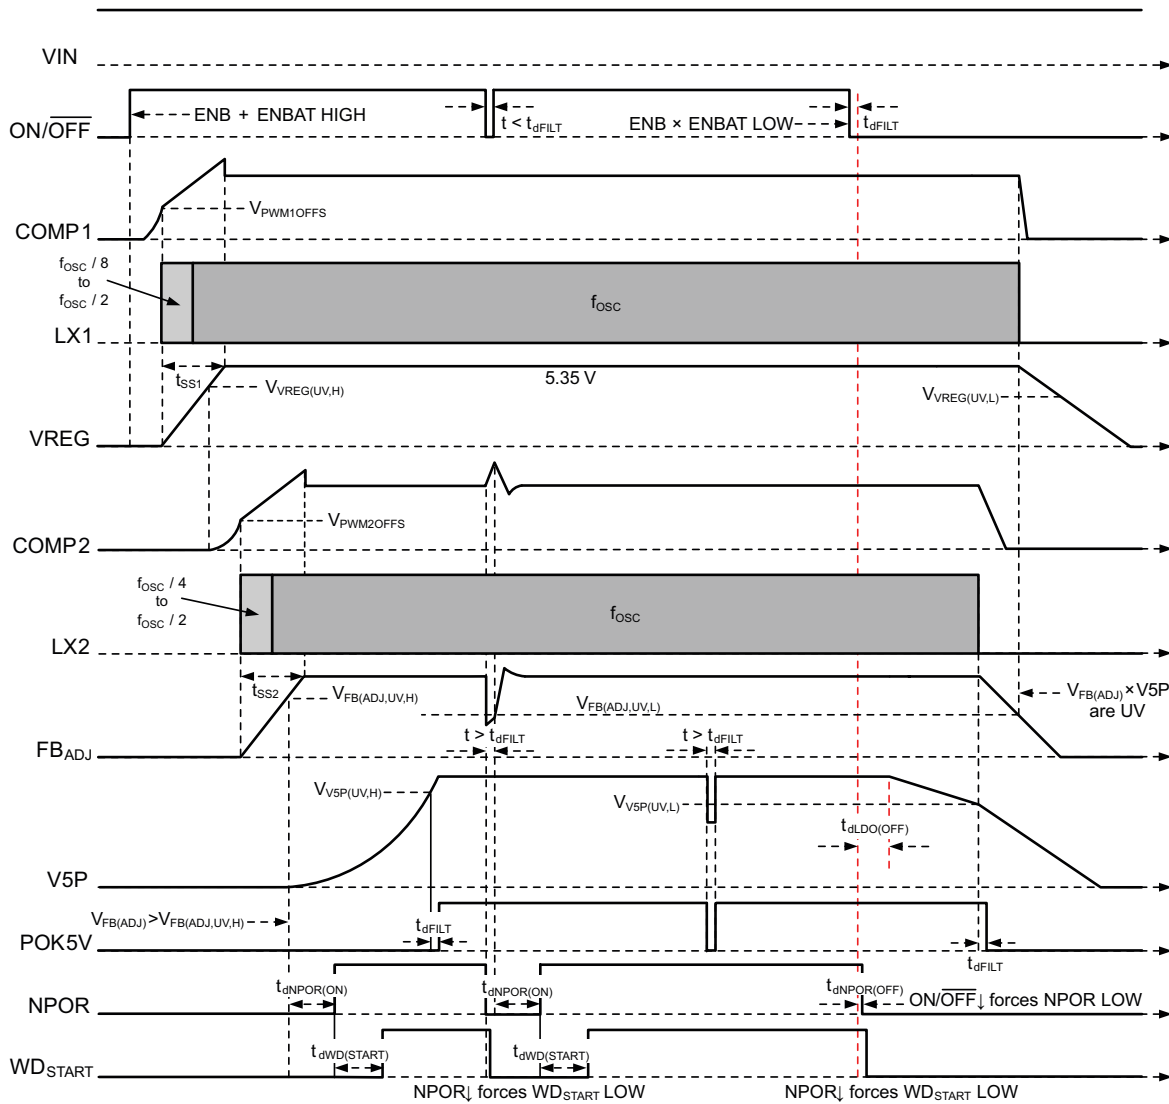 VIN
ENB + ENBAT HIGH
ON/OFF
t < tdFILT
ENB × ENBAT LOW
tdFILT
VPWM1OFFS
COMP1
fOSC / 8
to
fOSC / 2
fOSC
LX1
tSS1
VVREG(UV,H)
5.35 V
VVREG(UV,L)
VREG
VPWM2OFFS
COMP2
fOSC / 4
to
fOSC / 2
fOSC
LX2
tSS2
VFB(ADJ,UV,H)
VFB(ADJ,UV,L)
VFB(ADJ) × V5P
are UV
FBADJ
t > tdFILT
t > tdFILT
VV5P(UV,H)
VV5P(UV,L)
tdLDO(OFF)
V5P
VFB(ADJ)>VFB(ADJ,UV,H)
POK5V
tdFILT
tdFILT
tdNPOR(ON)
tdNPOR(ON)
tdNPOR(OFF)
ON/OFF↓ forces NPOR LOW
NPOR
tdWD(START)
tdWD(START)
WDSTART
NPOR↓ forces WDSTART LOW
NPOR↓ forces WDSTART LOW